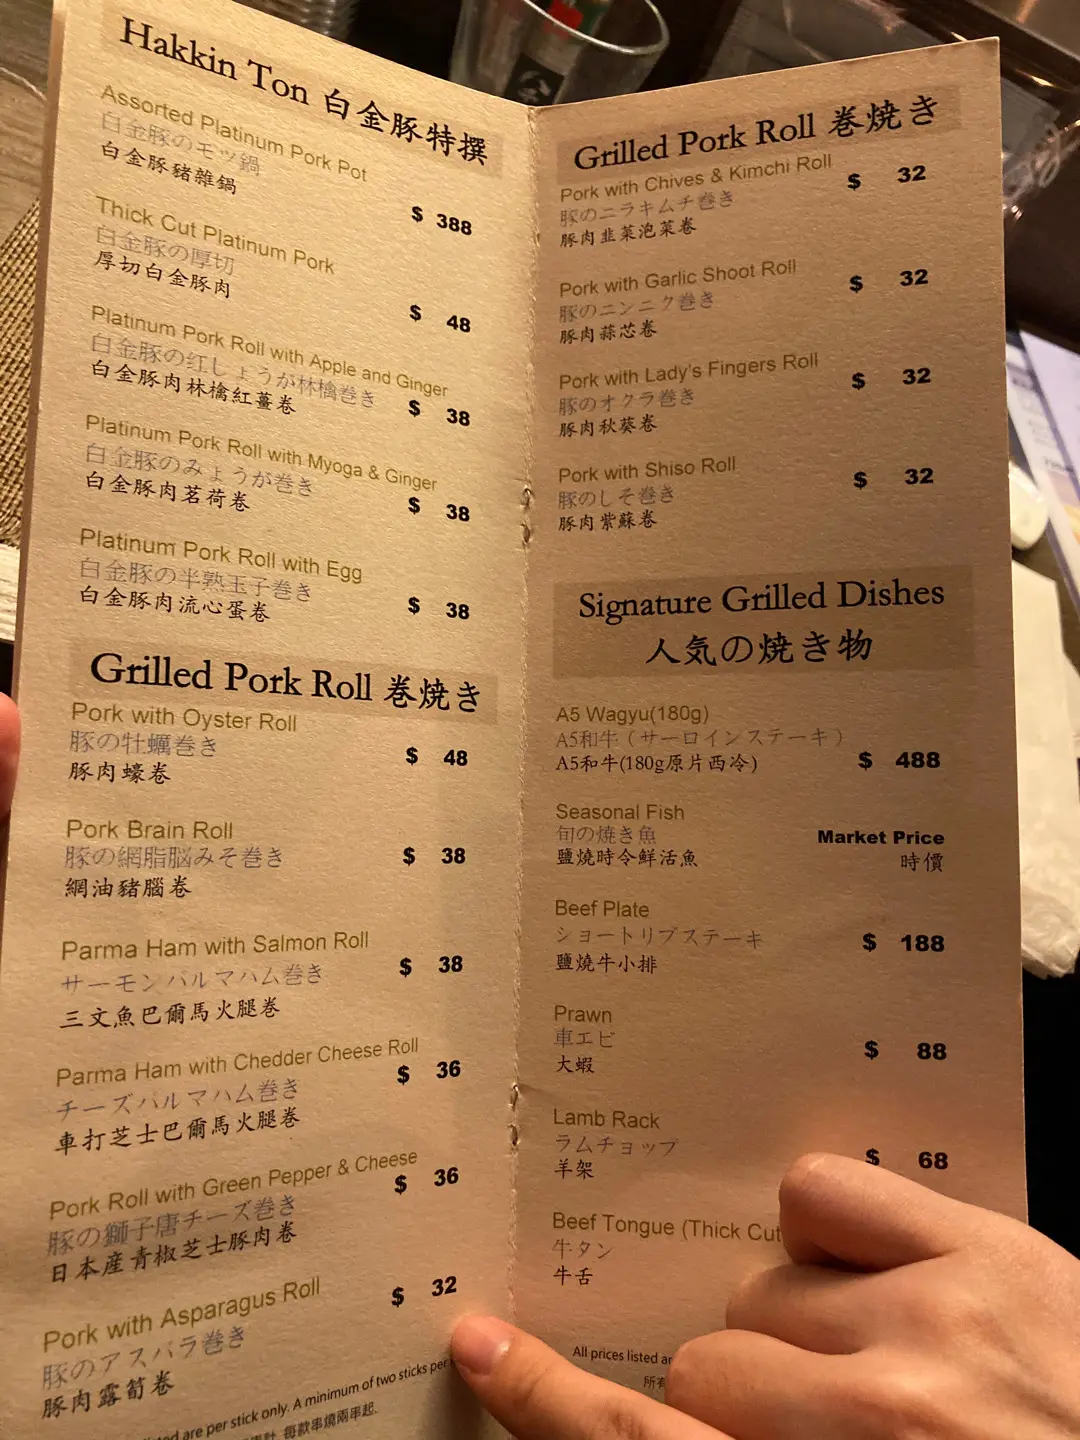 Hakkin Ton 白金豚特撰
Assorted Platinum Pork Pot
白金豚のモツ鍋
白金豚豬雜鍋
$ 388
Thick Cut Platinum Pork
白金豚の厚切
厚切白金豚肉
$ 48
Platinum Pork Roll with Apple and Ginger
白金豚の红しょうが林檎巻き
白金豚肉林檎紅薑卷
$ 38
Platinum Pork Roll with Myoga & Ginger
白金豚のみょうが巻き
白金豚肉茗荷卷
$ 38
Platinum Pork Roll with Egg
白金豚の半熟玉子巻き
白金豚肉流心蛋卷
$ 38
Grilled Pork Roll 巻焼き
Pork with Oyster Roll
豚の牡蠣巻き
豚肉蠔卷
$ 48
Pork Brain Roll
豚の網脂脳みそ巻き
網油豬腦卷
$ 38
Parma Ham with Salmon Roll
サーモンパルマハム巻き
三文魚巴爾馬火腿卷
$ 38
Parma Ham with Chedder Cheese Roll
チーズパルマハム巻き
車打芝士巴爾馬火腿卷
$ 36
Pork Roll with Green Pepper & Cheese
豚の獅子唐チーズ巻き
日本産青椒芝士豚肉卷
$ 36
Pork with Asparagus Roll
豚のアスパラ巻き
豚肉露筍卷
$ 32
are per stick only. A minimum of two sticks per
每款串燒兩串起.
Grilled Pork Roll 巻焼き
Pork with Chives & Kimchi Roll
豚のニラキムチ巻き
豚肉韭菜泡菜卷
$ 32
Pork with Garlic Shoot Roll
豚のニンニク巻き
豚肉蒜芯卷
$ 32
Pork with Lady's Fingers Roll
豚のオクラ巻き
豚肉秋葵卷
$ 32
Pork with Shiso Roll
豚のしそ巻き
豚肉紫蘇卷
$ 32
Signature Grilled Dishes
人気の焼き物
A5 Wagyu(180g)
A5和牛（サーロインステーキ）
A5和牛(180g原片西冷)
$ 488
Seasonal Fish
旬の焼き魚
鹽燒時令鮮活魚
Market Price
時價
Beef Plate
ショートリブステーキ
鹽燒牛小排
$ 188
Prawn
車エビ
大蝦
$ 88
Lamb Rack
ラムチョップ
羊架
$ 68
Beef Tongue (Thick Cut
牛タン
牛舌
All prices listed
所有